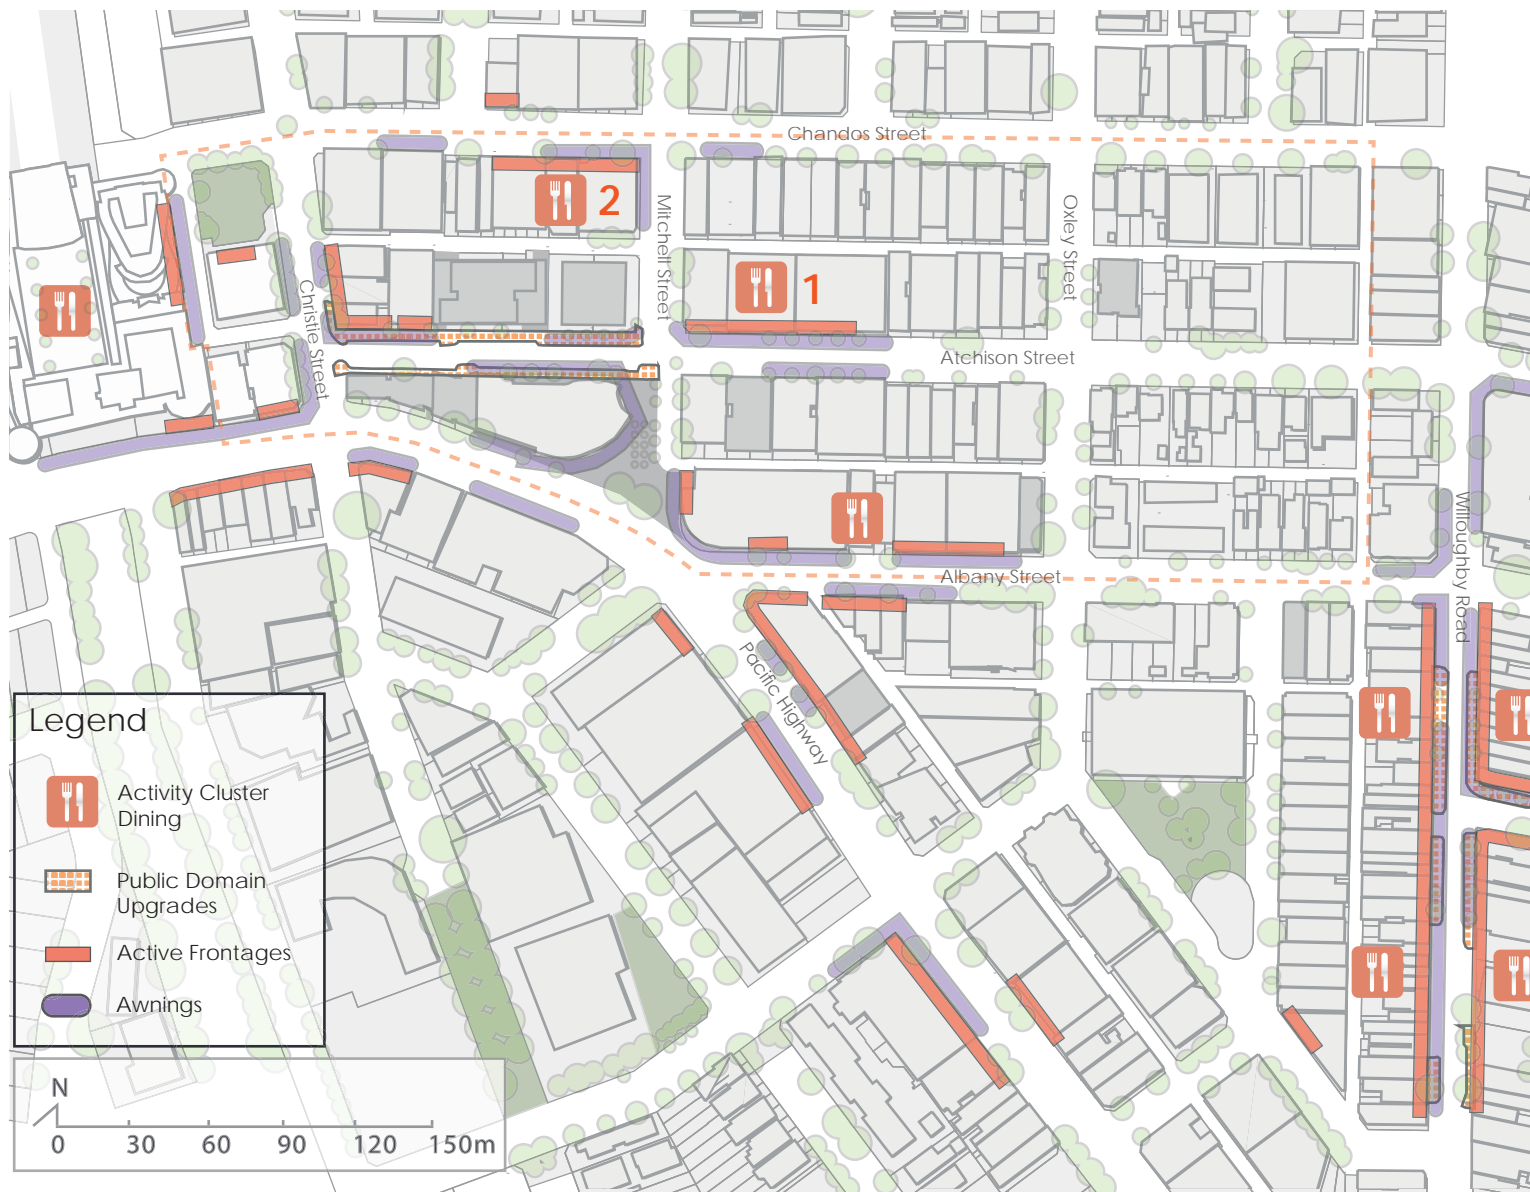 Chandos Street
2
Mitchell Street
Oxley Street
1
Christie Street
Atchison Street
Willoughby Road
Albany Street
Pacific Highway
Legend
Activity Cluster
Dining
Public Domain
Upgrades
Active Frontages
Awnings
N
0 30 60 90 120 150m